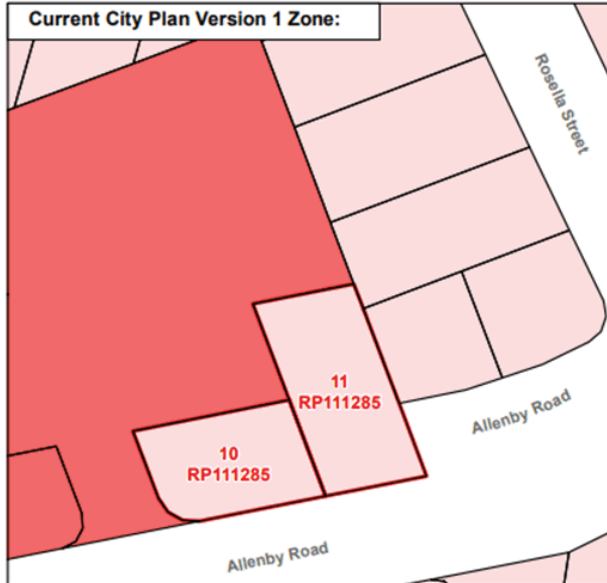 Current City Plan Version 1 Zone:
Rosella Street
11
RP111285
10
RP111285
Allenby Road
Allenby Road